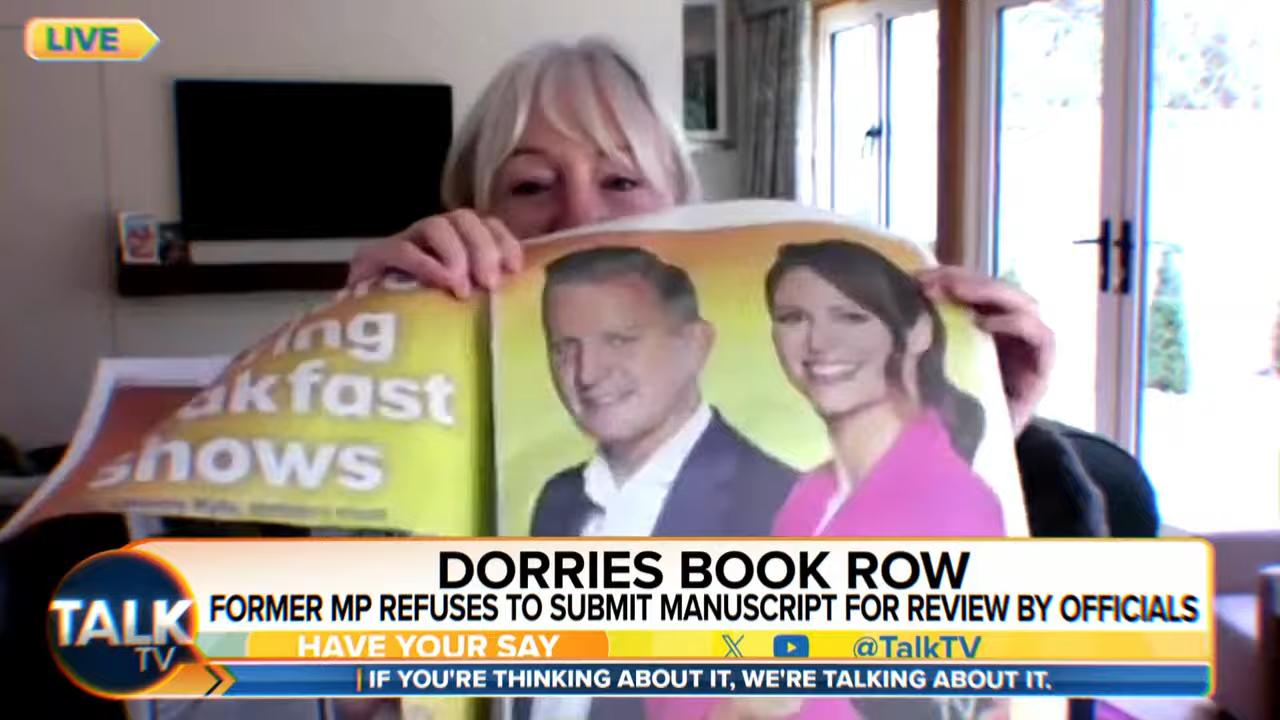 LIVE
ing
akfast
shows
DORRIES BOOK ROW
FORMER MP REFUSES TO SUBMIT MANUSCRIPT FOR REVIEW BY OFFICIALS
TALK
TV
HAVE YOUR SAY
@TalkTV
IF YOU'RE THINKING ABOUT IT, WE'RE TALKING ABOUT IT.